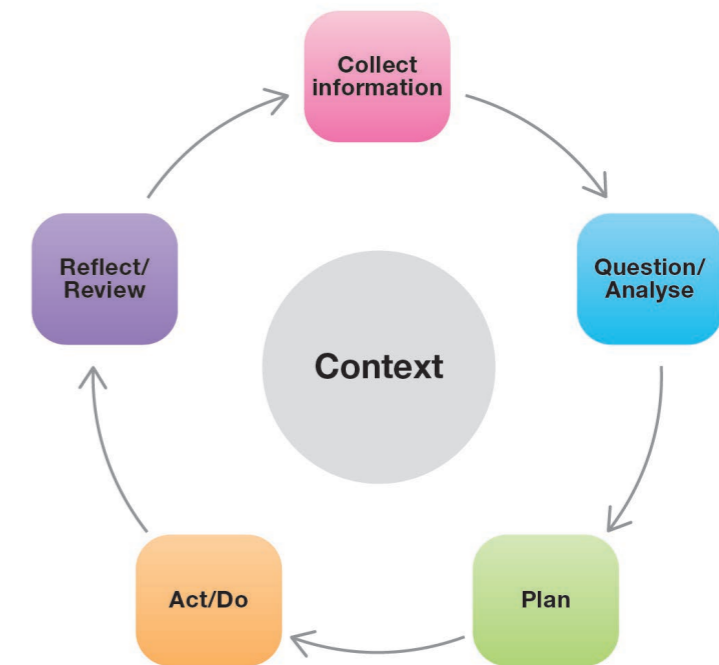 Collect
information
Question/
Analyse
Plan
Act/Do
Reflect/
Review
Context